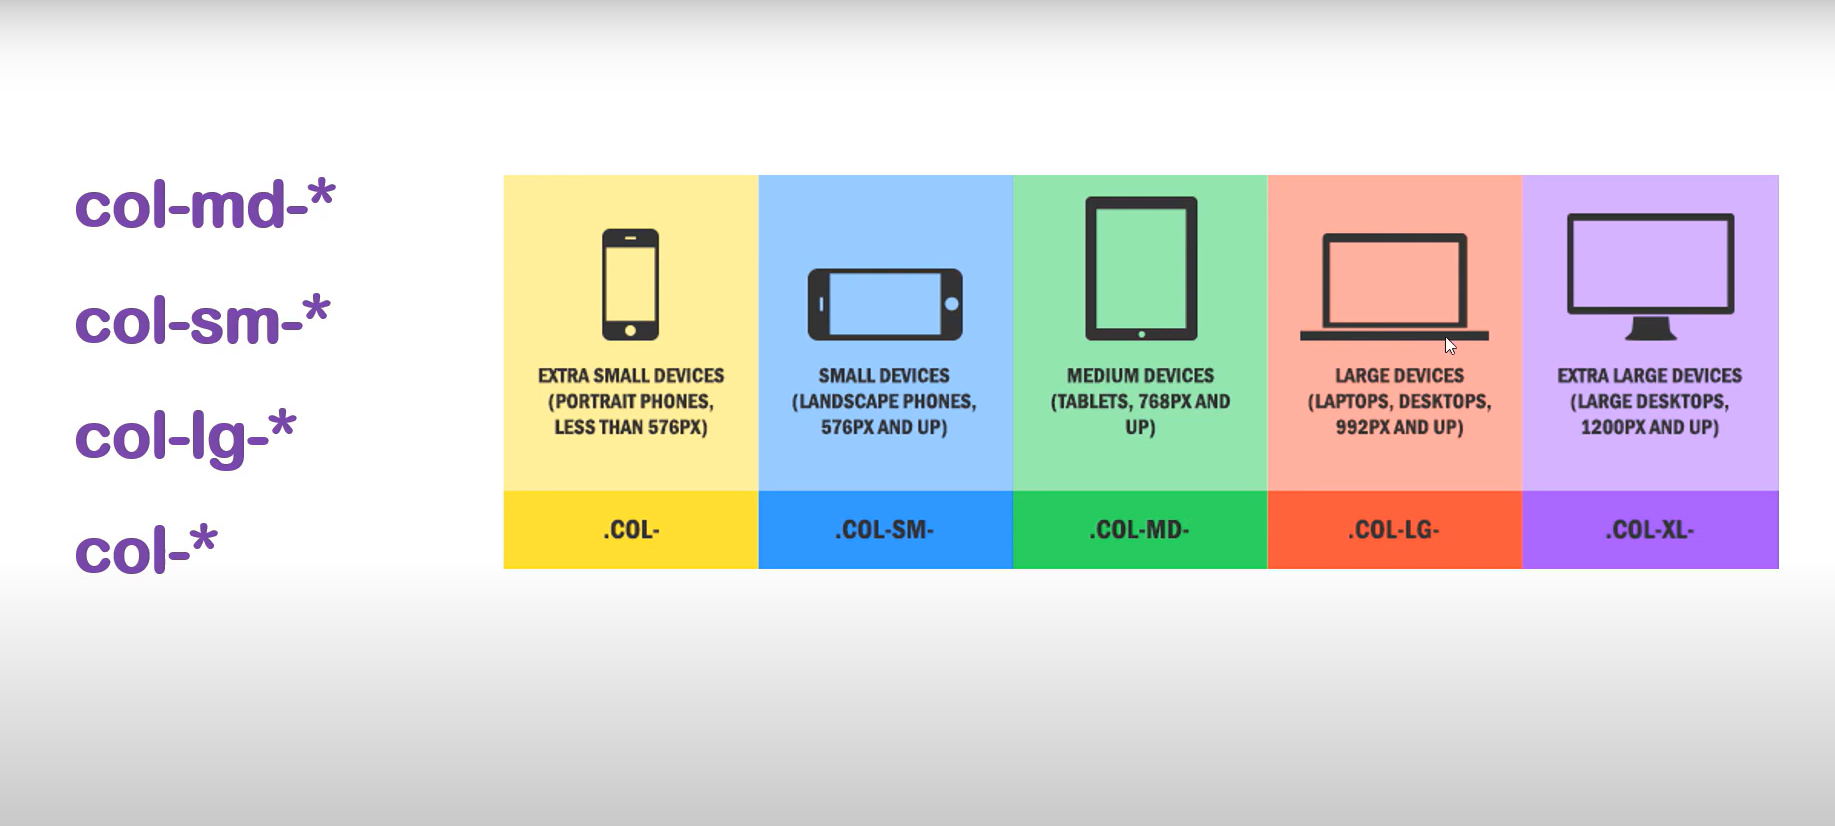 col-md-*
col-sm-*
col-lg-*
col-*
EXTRA SMALL DEVICES
(PORTRAIT PHONES,
LESS THAN 576PX)
.COL-
SMALL DEVICES
(LANDSCAPE PHONES,
576PX AND UP)
.COL-SM-
MEDIUM DEVICES
(TABLETS, 768PX AND
UP)
.COL-MD-
LARGE DEVICES
(LAPTOPS, DESKTOPS,
992PX AND UP)
.COL-LG-
EXTRA LARGE DEVICES
(LARGE DESKTOPS,
1200PX AND UP)
.COL-XL-